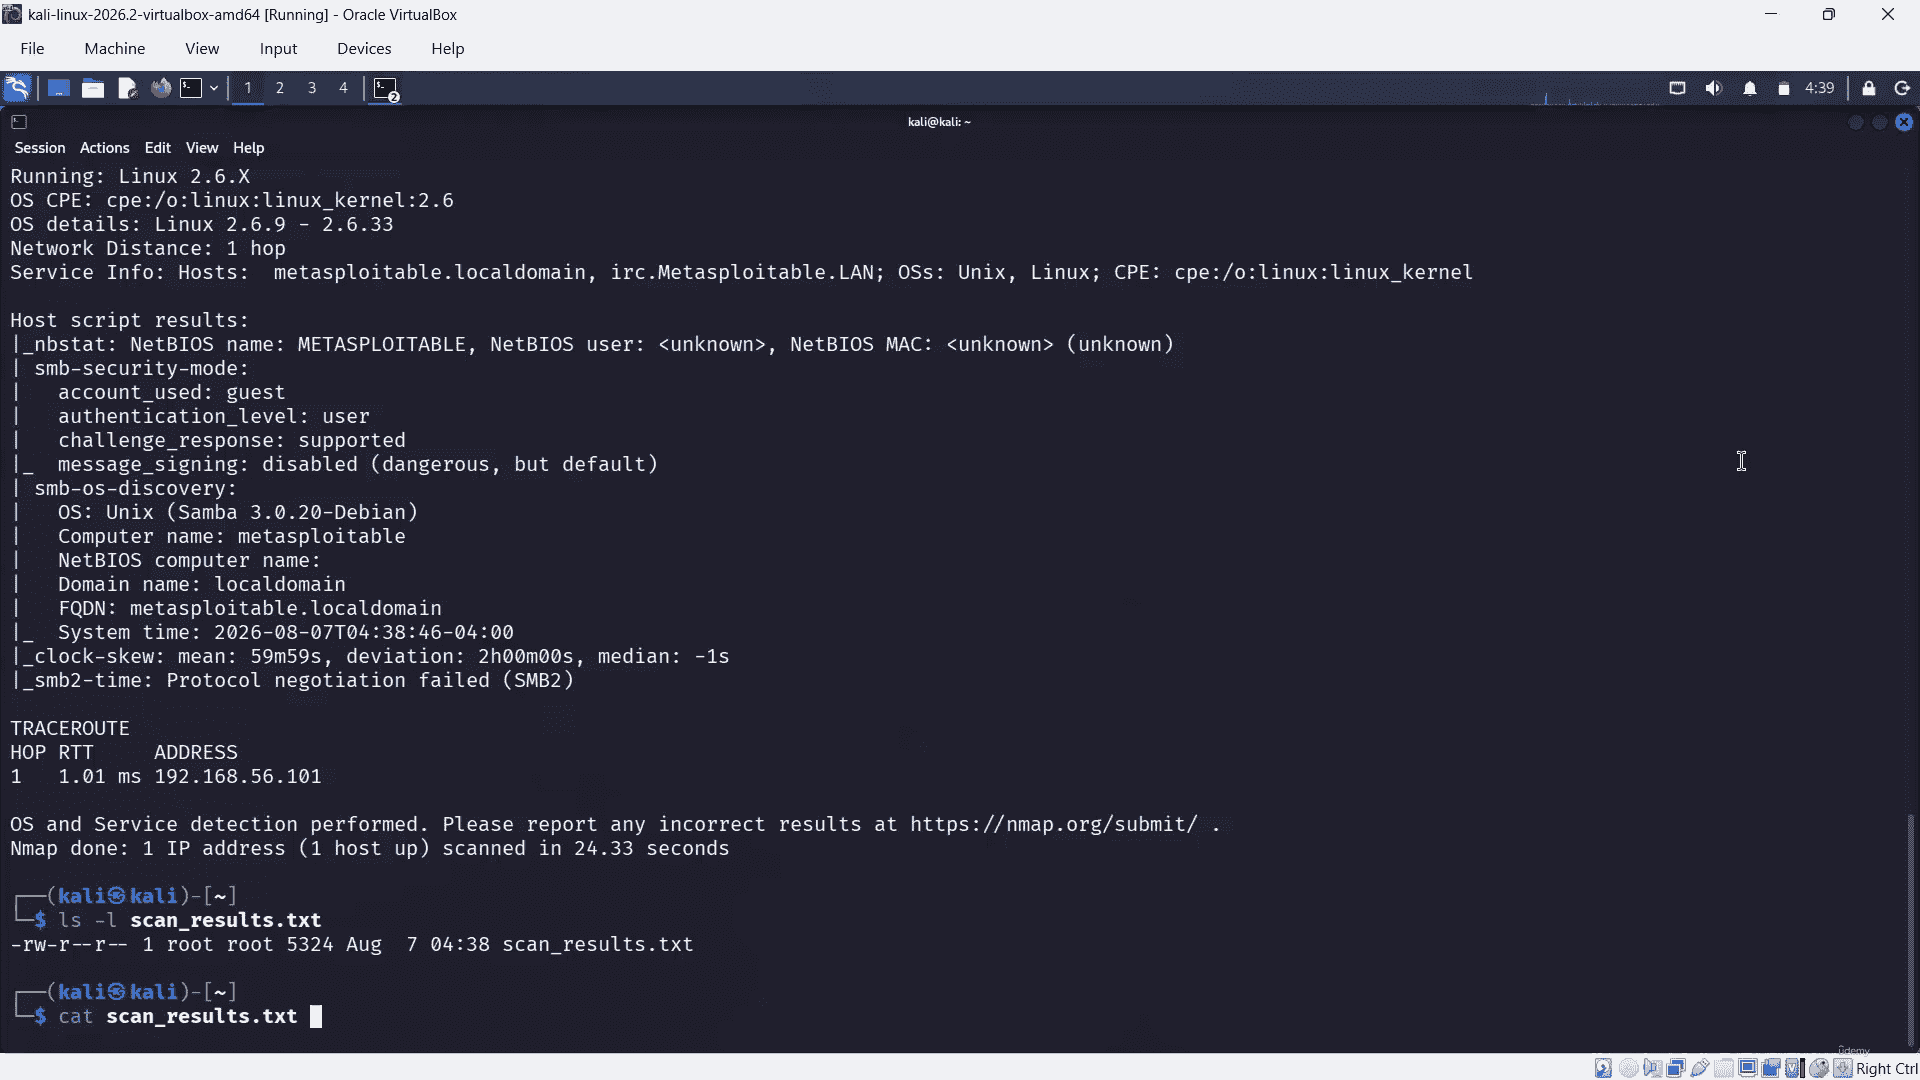 kali-linux-2026.2-virtualbox-amd64 [Running] - Oracle VirtualBox
File Machine View Input Devices Help
1 2 3 4 2 4:39
kali@kali: ~
Session Actions Edit View Help
Running: Linux 2.6.X
OS CPE: cpe:/o:linux:linux_kernel:2.6
OS details: Linux 2.6.9 - 2.6.33
Network Distance: 1 hop
Service Info: Hosts:  metasploitable.localdomain, irc.Metasploitable.LAN; OSs: Unix, Linux; CPE: cpe:/o:linux:linux_kernel
Host script results:
|_nbstat: NetBIOS name: METASPLOITABLE, NetBIOS user: <unknown>, NetBIOS MAC: <unknown> (unknown)
| smb-security-mode:
|   account_used: guest
|   authentication_level: user
|   challenge_response: supported
|_  message_signing: disabled (dangerous, but default)
| smb-os-discovery:
|   OS: Unix (Samba 3.0.20-Debian)
|   Computer name: metasploitable
|   NetBIOS computer name:
|   Domain name: localdomain
|   FQDN: metasploitable.localdomain
|_  System time: 2026-08-07T04:38:46-04:00
|_clock-skew: mean: 59m59s, deviation: 2h00m00s, median: -1s
|_smb2-time: Protocol negotiation failed (SMB2)
TRACEROUTE
HOP RTT     ADDRESS
1   1.01 ms 192.168.56.101
OS and Service detection performed. Please report any incorrect results at https://nmap.org/submit/ .
Nmap done: 1 IP address (1 host up) scanned in 24.33 seconds
┌──(kali㉿kali)-[~]
└─$ ls -l scan_results.txt
-rw-r--r-- 1 root root 5324 Aug  7 04:38 scan_results.txt
┌──(kali㉿kali)-[~]
└─$ cat scan_results.txt
udemy
Right Ctrl